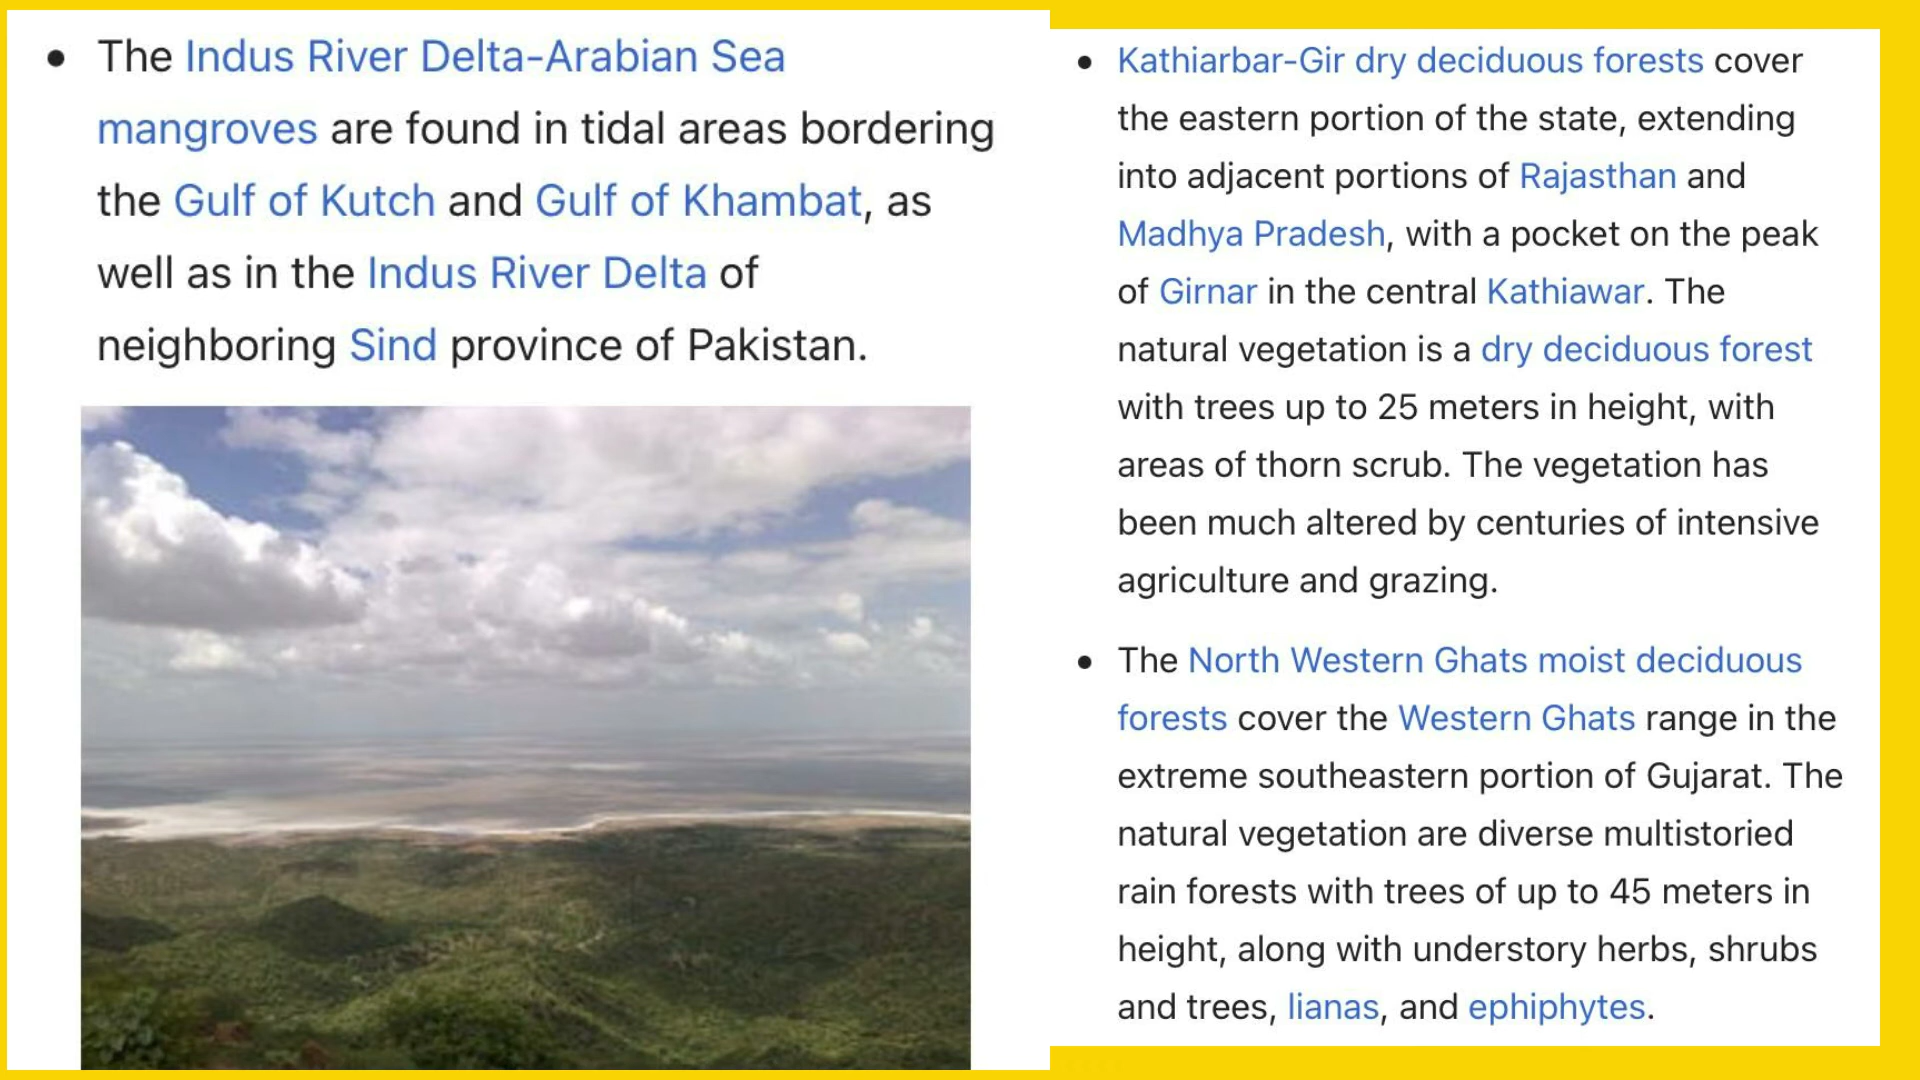 • The Indus River Delta-Arabian Sea
mangroves are found in tidal areas bordering
the Gulf of Kutch and Gulf of Khambat, as
well as in the Indus River Delta of
neighboring Sind province of Pakistan.
• Kathiarbar-Gir dry deciduous forests cover
the eastern portion of the state, extending
into adjacent portions of Rajasthan and
Madhya Pradesh, with a pocket on the peak
of Girnar in the central Kathiawar. The
natural vegetation is a dry deciduous forest
with trees up to 25 meters in height, with
areas of thorn scrub. The vegetation has
been much altered by centuries of intensive
agriculture and grazing.
• The North Western Ghats moist deciduous
forests cover the Western Ghats range in the
extreme southeastern portion of Gujarat. The
natural vegetation are diverse multistoried
rain forests with trees of up to 45 meters in
height, along with understory herbs, shrubs
and trees, lianas, and ephiphytes.